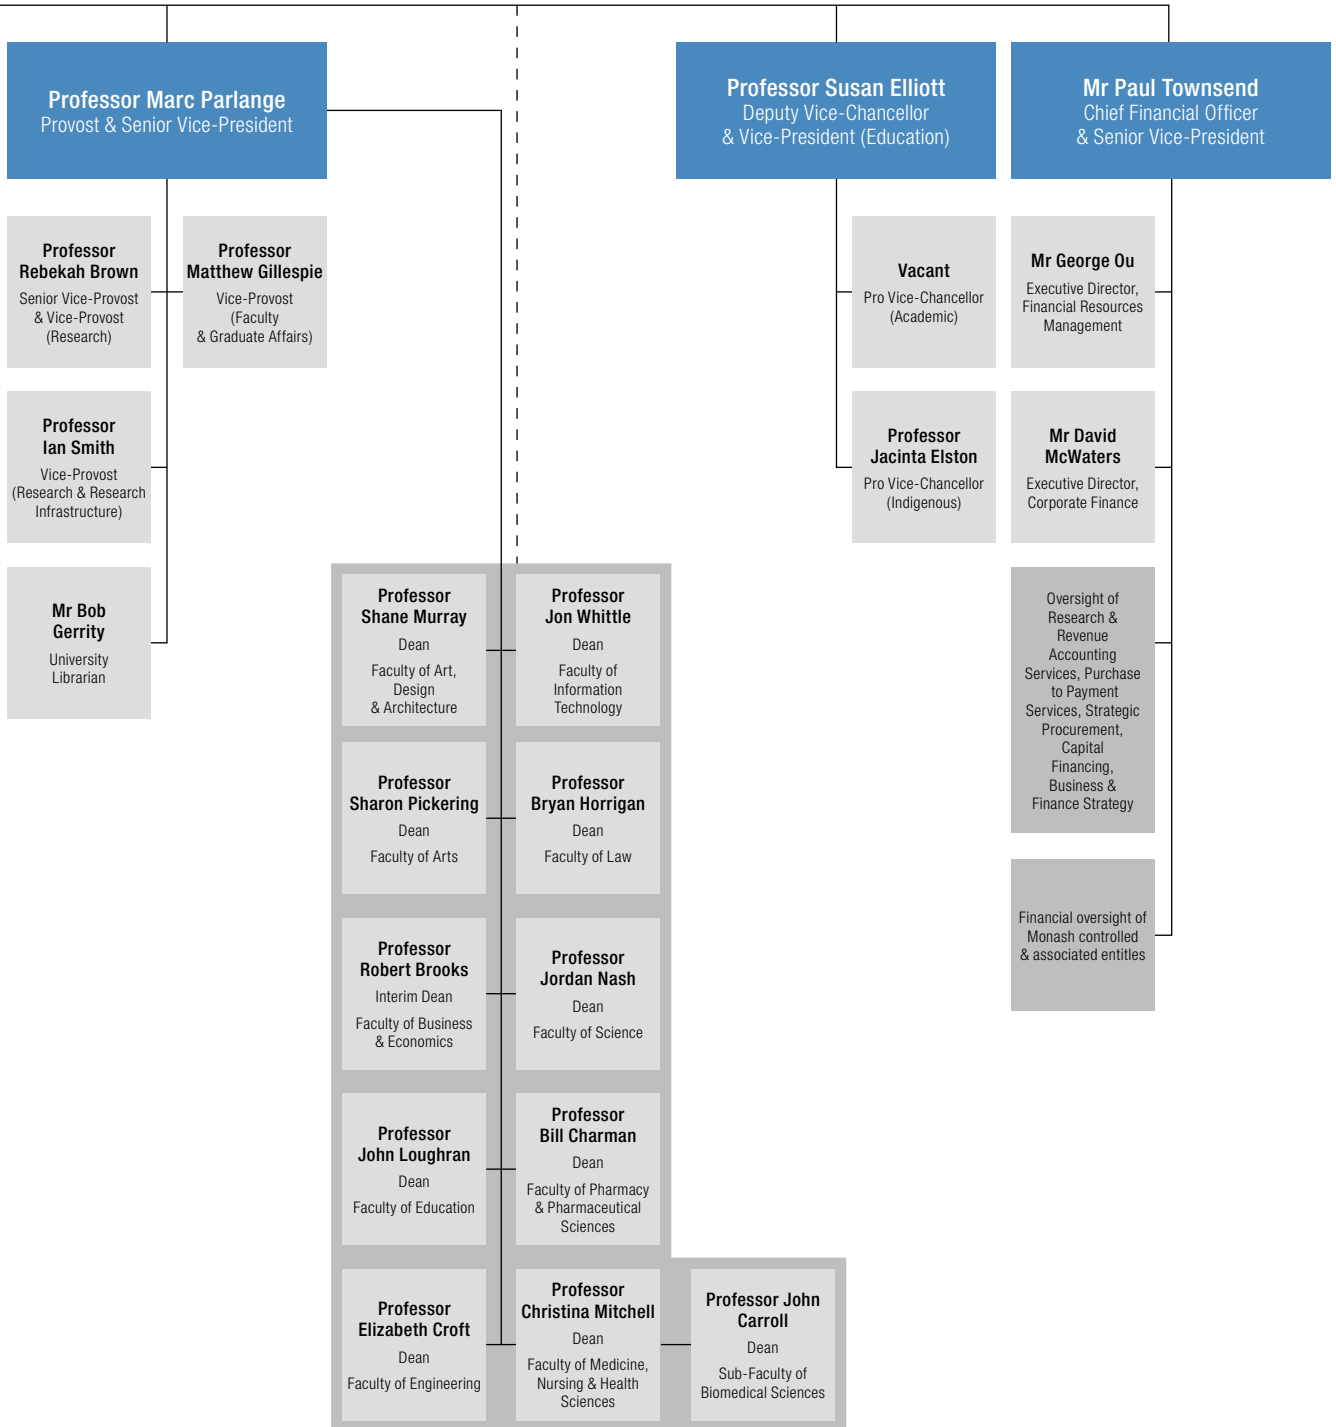 Professor Marc Parlange
Provost & Senior Vice-President
Professor Susan Elliott
Deputy Vice-Chancellor
& Vice-President (Education)
Mr Paul Townsend
Chief Financial Officer
& Senior Vice-President
Professor
Rebekah Brown
Senior Vice-Provost
& Vice-Provost
(Research)
Professor
Matthew Gillespie
Vice-Provost
(Faculty
& Graduate Affairs)
Vacant
Pro Vice-Chancellor
(Academic)
Mr George Ou
Executive Director,
Financial Resources
Management
Professor
Ian Smith
Vice-Provost
(Research & Research
Infrastructure)
Professor
Jacinta Elston
Pro Vice-Chancellor
(Indigenous)
Mr David
McWaters
Executive Director,
Corporate Finance
Mr Bob
Gerrity
University
Librarian
Professor
Shane Murray
Dean
Faculty of Art,
Design
& Architecture
Professor
Jon Whittle
Dean
Faculty of
Information
Technology
Oversight of
Research &
Revenue
Accounting
Services, Purchase
to Payment
Services, Strategic
Procurement,
Capital
Financing,
Business &
Finance Strategy
Professor
Sharon Pickering
Dean
Faculty of Arts
Professor
Bryan Horrigan
Dean
Faculty of Law
Financial oversight of
Monash controlled
& associated entitles
Professor
Robert Brooks
Interim Dean
Faculty of Business
& Economics
Professor
Jordan Nash
Dean
Faculty of Science
Professor
John Loughran
Dean
Faculty of Education
Professor
Bill Charman
Dean
Faculty of Pharmacy
& Pharmaceutical
Sciences
Professor
Elizabeth Croft
Dean
Faculty of Engineering
Professor
Christina Mitchell
Dean
Faculty of Medicine,
Nursing & Health
Sciences
Professor John
Carroll
Dean
Sub-Faculty of
Biomedical Sciences